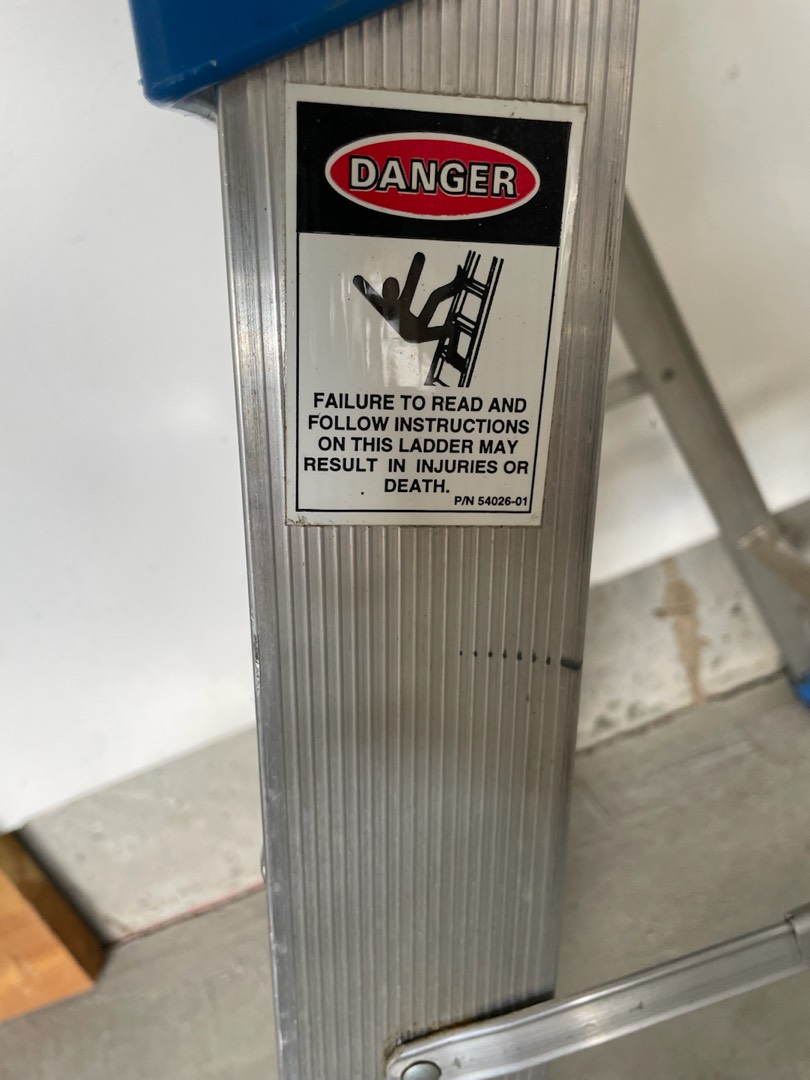 DANGER
FAILURE TO READ AND
FOLLOW INSTRUCTIONS
ON THIS LADDER MAY
RESULT IN INJURIES OR
DEATH.
P/N 54026-01